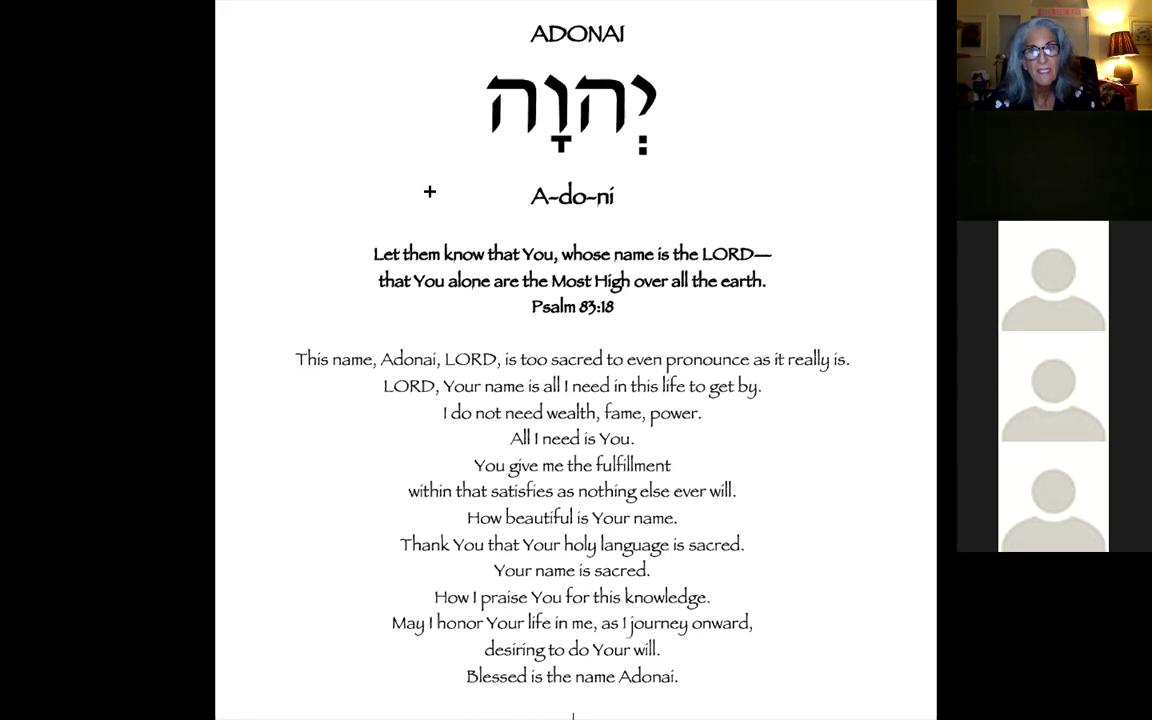 ADONAI
יְהוָה
A-do-ni
Let them know that You, whose name is the LORD—
that You alone are the Most High over all the earth.
Psalm 83:18
This name, Adonai, LORD, is too sacred to even pronounce as it really is.
LORD, Your name is all I need in this life to get by.
I do not need wealth, fame, power.
All I need is You.
You give me the fulfillment
within that satisfies as nothing else ever will.
How beautiful is Your name.
Thank You that Your holy language is sacred.
Your name is sacred.
How I praise You for this knowledge.
May I honor Your life in me, as I journey onward,
desiring to do Your will.
Blessed is the name Adonai.